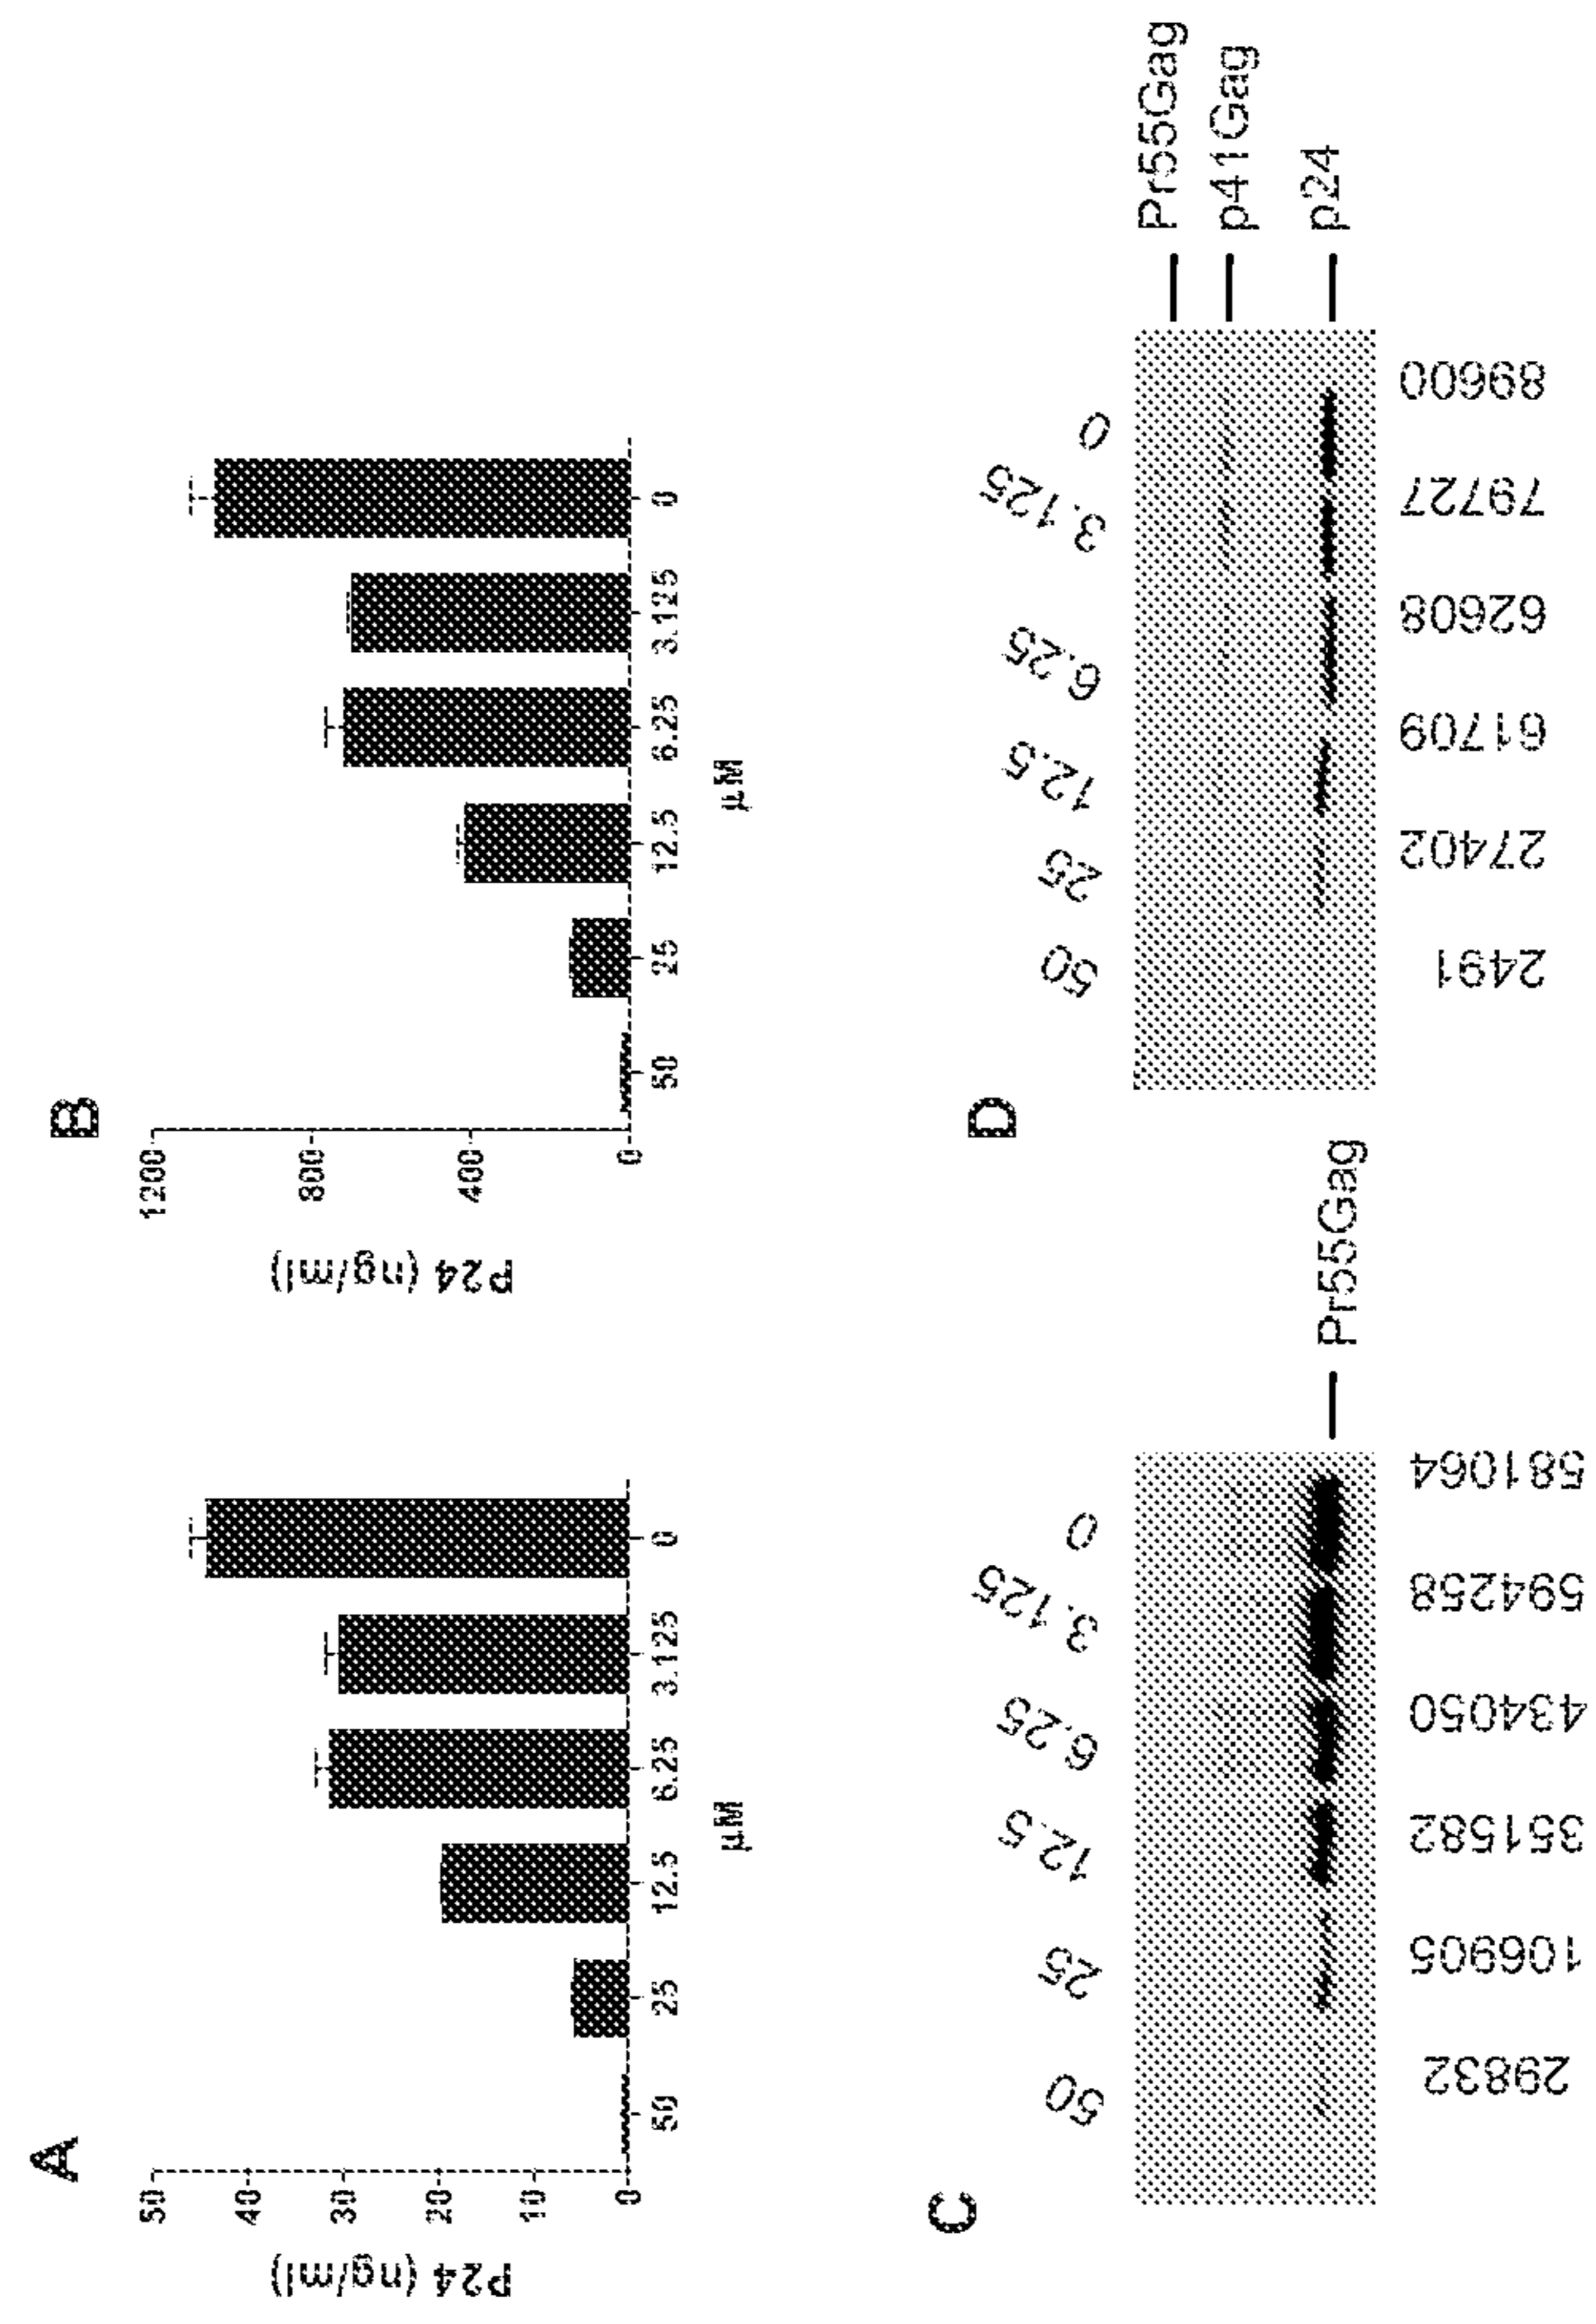 A
P24 (ng/ml)
50
40
30
20
10
0
50 25 12.5 6.25 3.125 0
µM
B
P24 (ng/ml)
1200
800
400
0
50 25 12.5 6.25 3.125 0
µM
C
50 25 12.5 6.25 3.125 0
Pr55Gag
29832 106905 351582 434050 594258 581064
D
50 25 12.5 6.25 3.125 0
Pr55Gag
p41Gag
p24
2491 27402 61709 62608 79727 89600